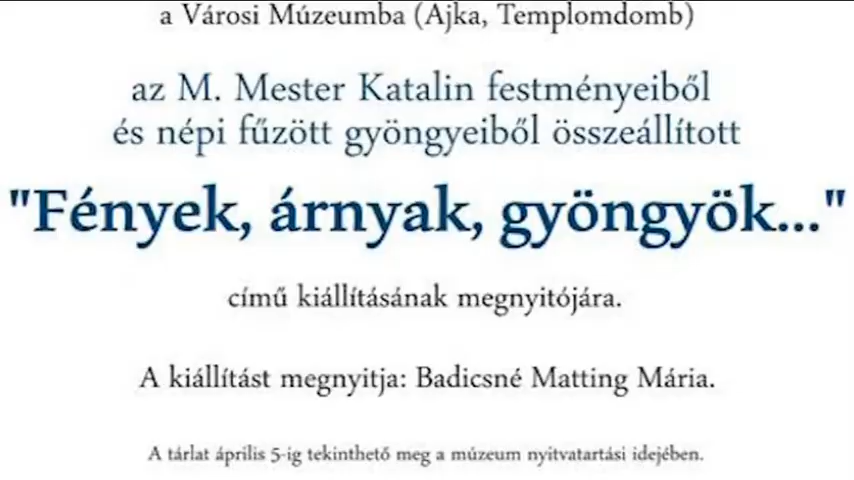 a Városi Múzeumba (Ajka, Templomdomb)
az M. Mester Katalin festményeiből
és népi fűzött gyöngyeiből összeállított
"Fények, árnyak, gyöngyök..."
című kiállításának megnyitójára.
A kiállítást megnyitja: Badicsné Matting Mária.
A tárlat április 5-ig tekinthető meg a múzeum nyitvatartási idejében.